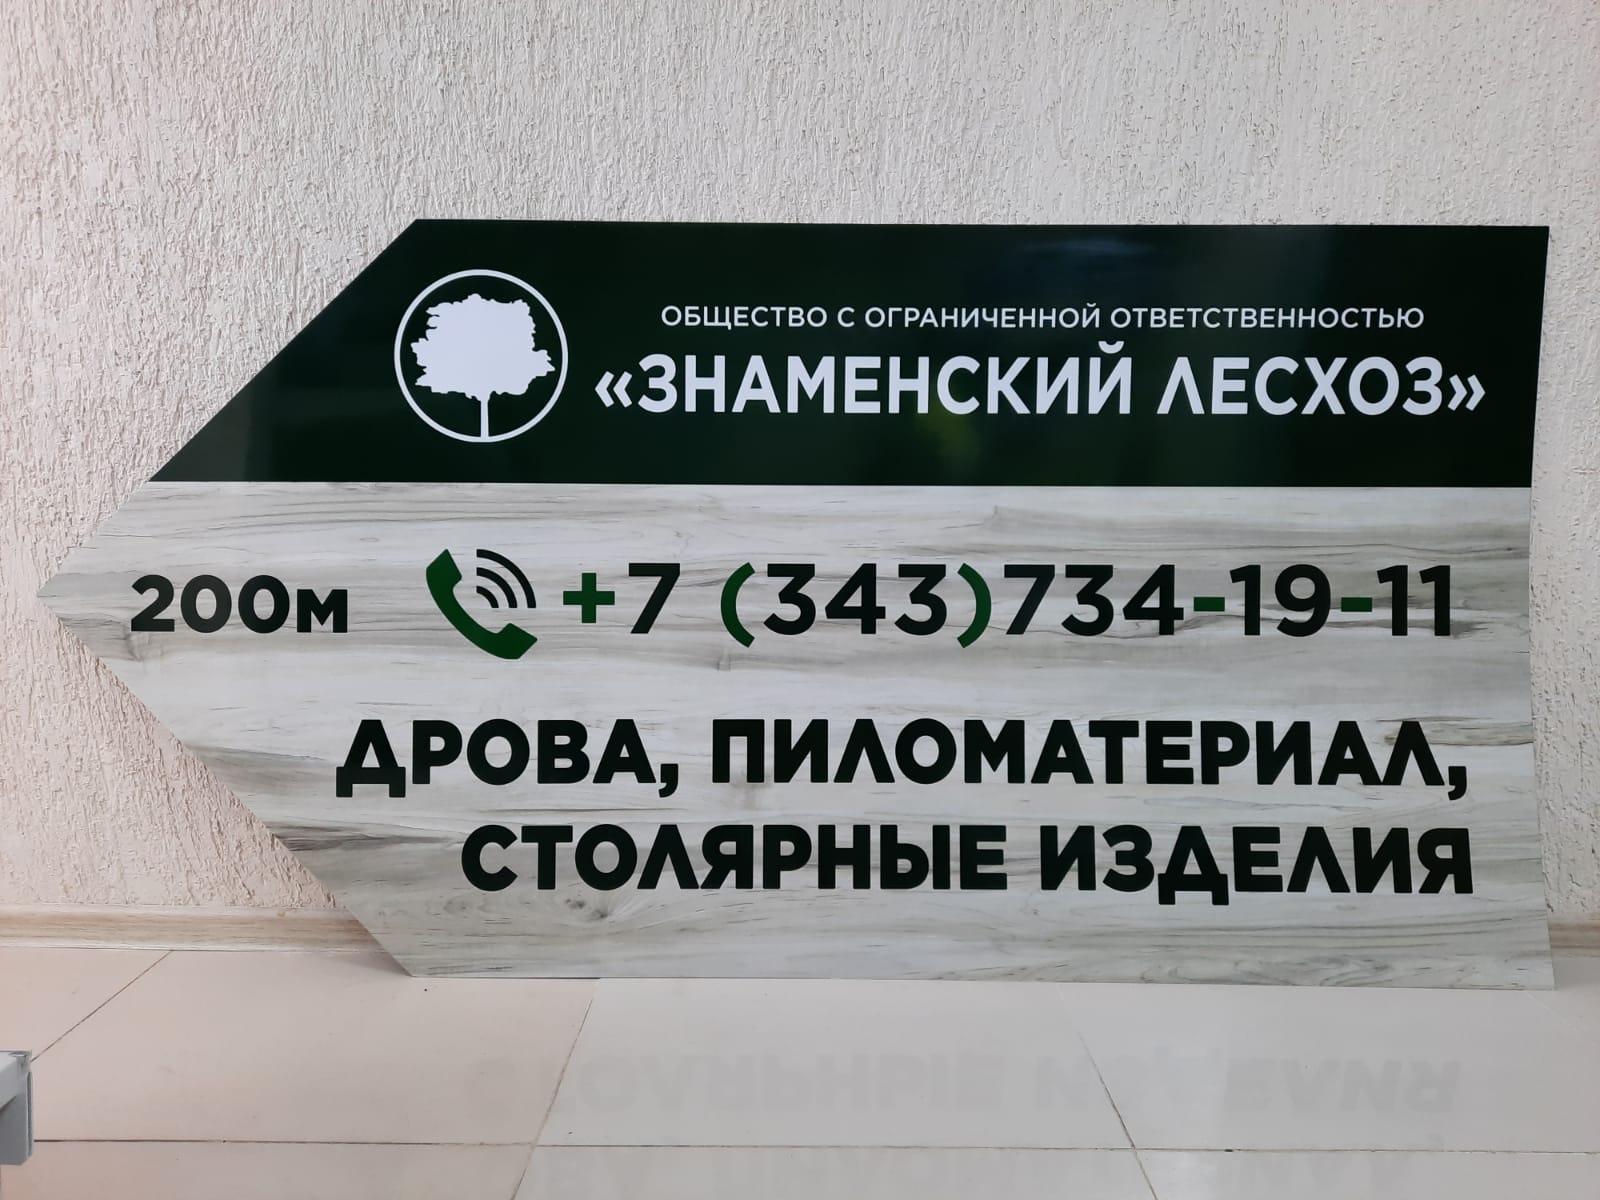 ОБЩЕСТВО С ОГРАНИЧЕННОЙ ОТВЕТСТВЕННОСТЬЮ
«ЗНАМЕНСКИЙ ЛЕСХОЗ»
200м +7 (343)734-19-11
ДРОВА, ПИЛОМАТЕРИАЛ,
СТОЛЯРНЫЕ ИЗДЕЛИЯ